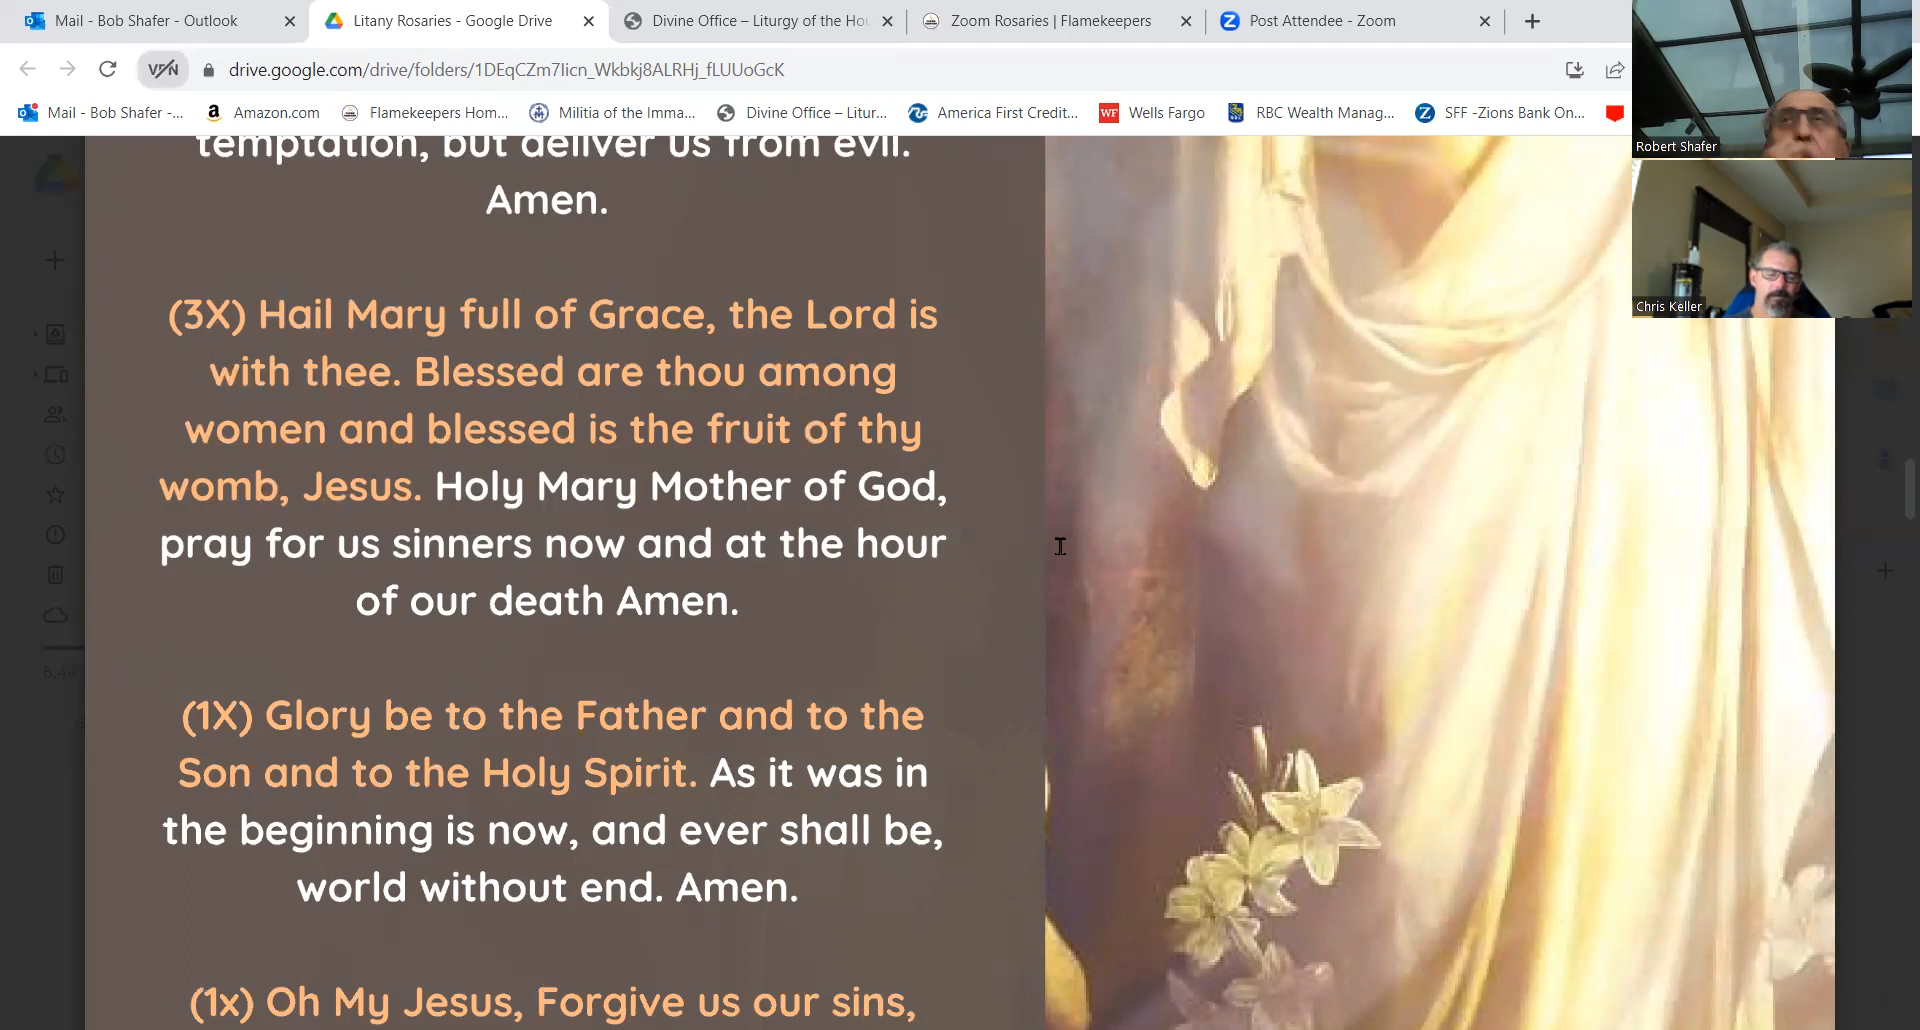 Mail - Bob Shafer - Outlook
Litany Rosaries - Google Drive
Divine Office – Liturgy of the Hou
Zoom Rosaries | Flamekeepers
Post Attendee - Zoom
VPN
drive.google.com/drive/folders/1DEqCZm7Iicn_Wkbkj8ALRHj_fLUUoGcK
Mail - Bob Shafer -...
Amazon.com
Flamekeepers Hom...
Militia of the Imma...
Divine Office – Litur...
America First Credit...
WF Wells Fargo
RBC Wealth Manag...
SFF -Zions Bank On...
Robert Shafer
Chris Keller
temptation, but deliver us from evil.
Amen.
(3X) Hail Mary full of Grace, the Lord is
with thee. Blessed are thou among
women and blessed is the fruit of thy
womb, Jesus. Holy Mary Mother of God,
pray for us sinners now and at the hour
of our death Amen.
(1X) Glory be to the Father and to the
Son and to the Holy Spirit. As it was in
the beginning is now, and ever shall be,
world without end. Amen.
(1x) Oh My Jesus, Forgive us our sins,
6.44